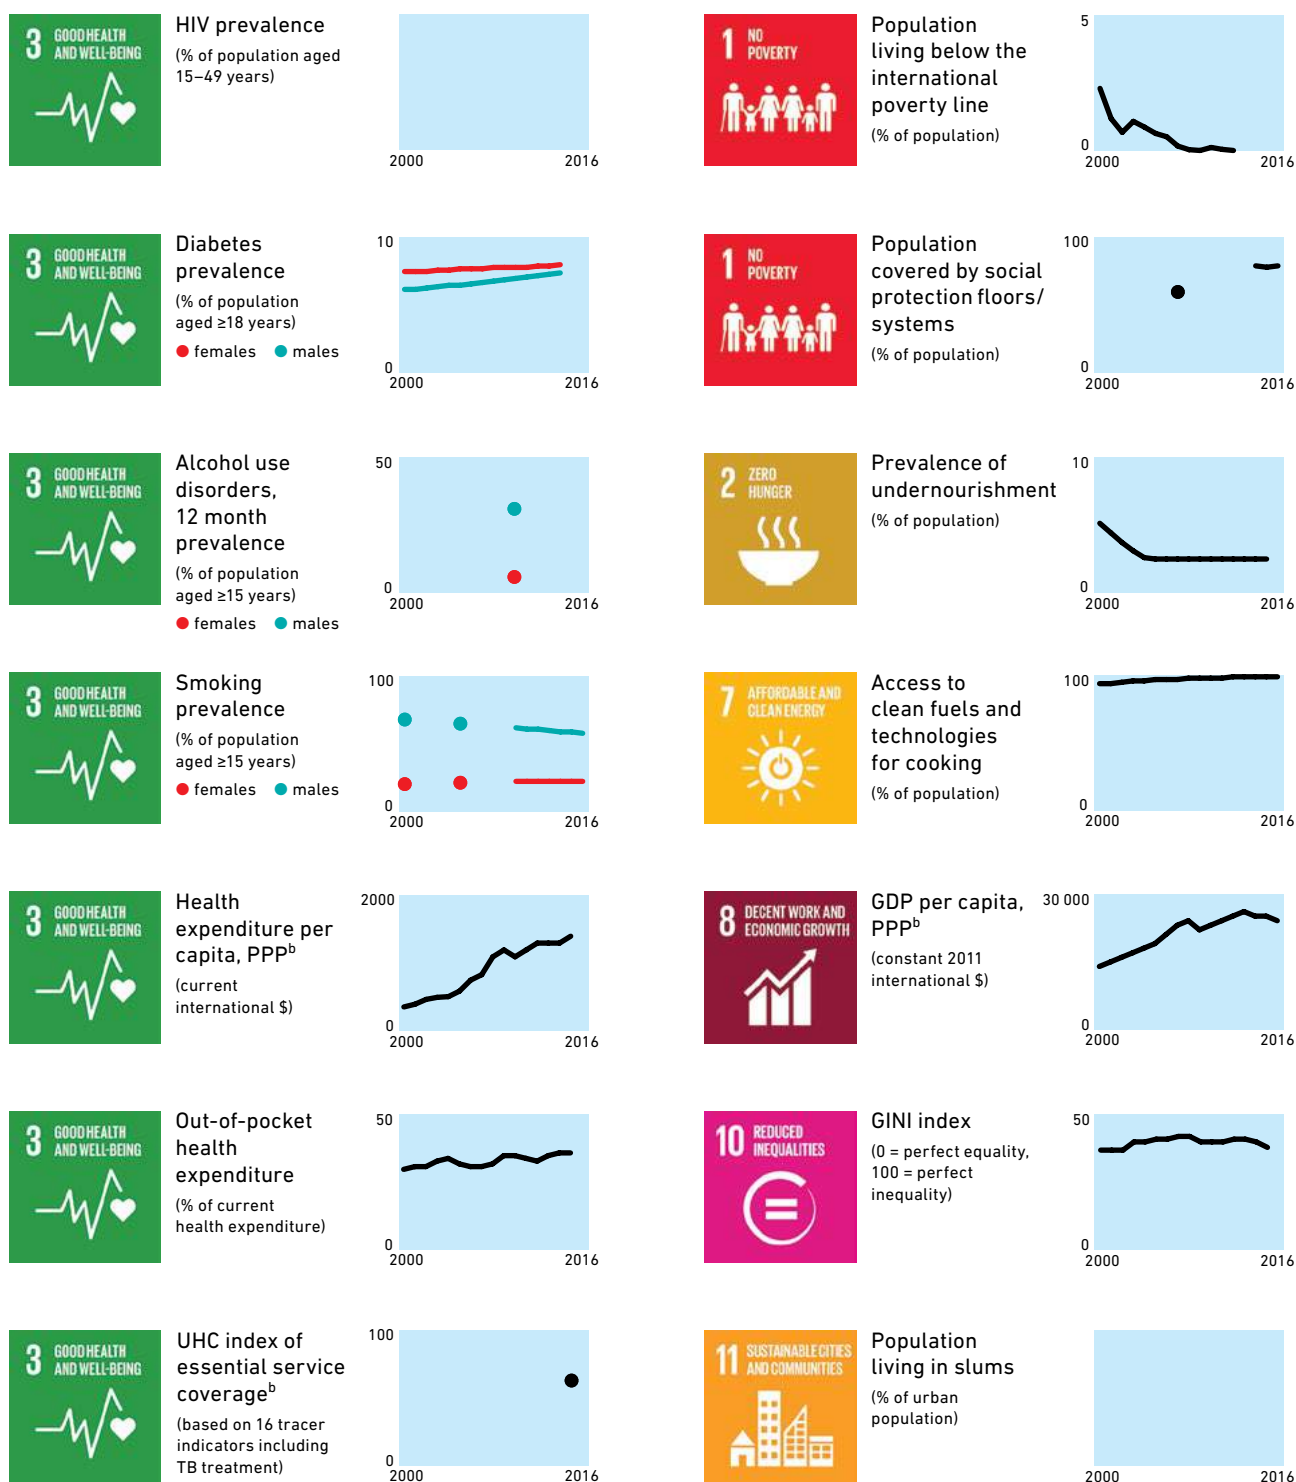 3 GOOD HEALTH
AND WELL-BEING
HIV prevalence
(% of population aged
15–49 years)
2000 2016
3 GOOD HEALTH
AND WELL-BEING
Diabetes
prevalence
(% of population
aged ≥18 years)
females males
10
0
2000 2016
3 GOOD HEALTH
AND WELL-BEING
Alcohol use
disorders,
12 month
prevalence
(% of population
aged ≥15 years)
females males
50
0
2000 2016
3 GOOD HEALTH
AND WELL-BEING
Smoking
prevalence
(% of population
aged ≥15 years)
females males
100
0
2000 2016
3 GOOD HEALTH
AND WELL-BEING
Health
expenditure per
capita, PPPᵇ
(current
international $)
2000
0
2000 2016
3 GOOD HEALTH
AND WELL-BEING
Out-of-pocket
health
expenditure
(% of current
health expenditure)
50
0
2000 2016
3 GOOD HEALTH
AND WELL-BEING
UHC index of
essential service
coverageᵇ
(based on 16 tracer
indicators including
TB treatment)
100
0
2000 2016
1 NO
POVERTY
Population
living below the
international
poverty line
(% of population)
5
0
2000 2016
1 NO
POVERTY
Population
covered by social
protection floors/
systems
(% of population)
100
0
2000 2016
2 ZERO
HUNGER
Prevalence of
undernourishment
(% of population)
10
0
2000 2016
7 AFFORDABLE AND
CLEAN ENERGY
Access to
clean fuels and
technologies
for cooking
(% of population)
100
0
2000 2016
8 DECENT WORK AND
ECONOMIC GROWTH
GDP per capita,
PPPᵇ
(constant 2011
international $)
30 000
0
2000 2016
10 REDUCED
INEQUALITIES
GINI index
(0 = perfect equality,
100 = perfect
inequality)
50
0
2000 2016
11 SUSTAINABLE CITIES
AND COMMUNITIES
Population
living in slums
(% of urban
population)
2000 2016